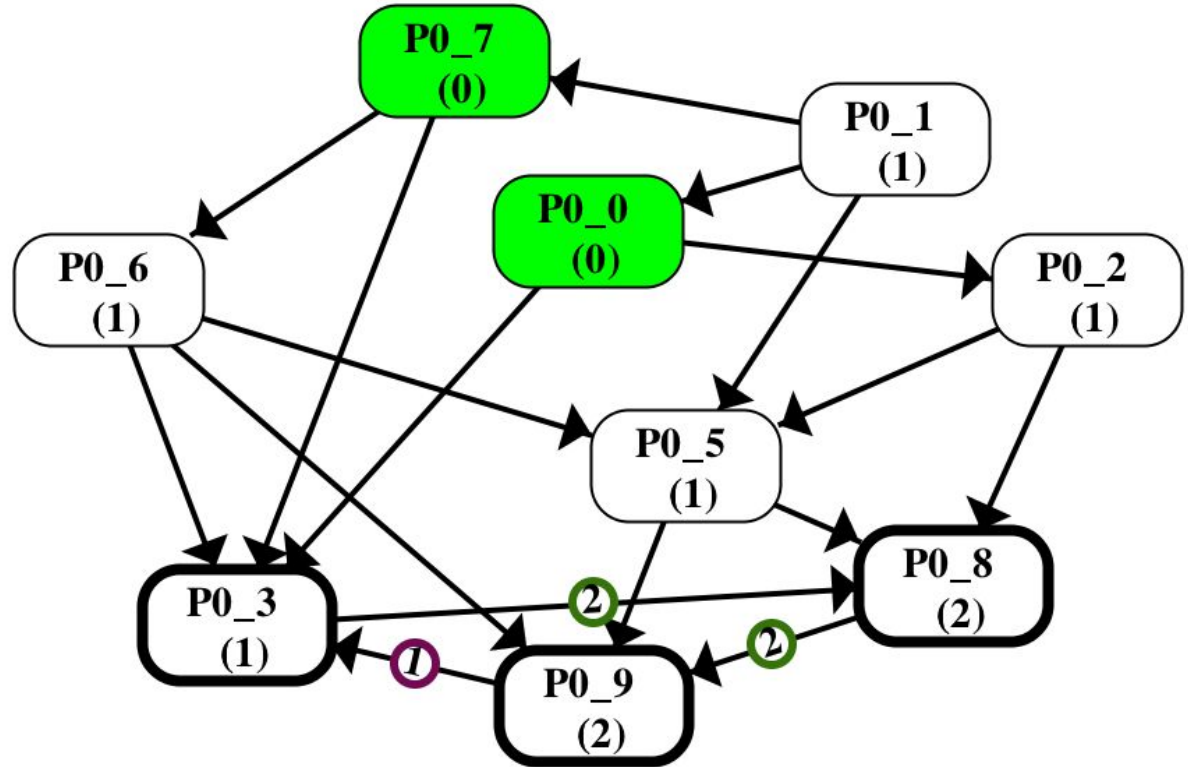 P0_7
(0)
P0_1
(1)
P0_0
(0)
P0_6
(1)
P0_2
(1)
P0_5
(1)
P0_8
(2)
P0_3
(1)
2
2
1
P0_9
(2)